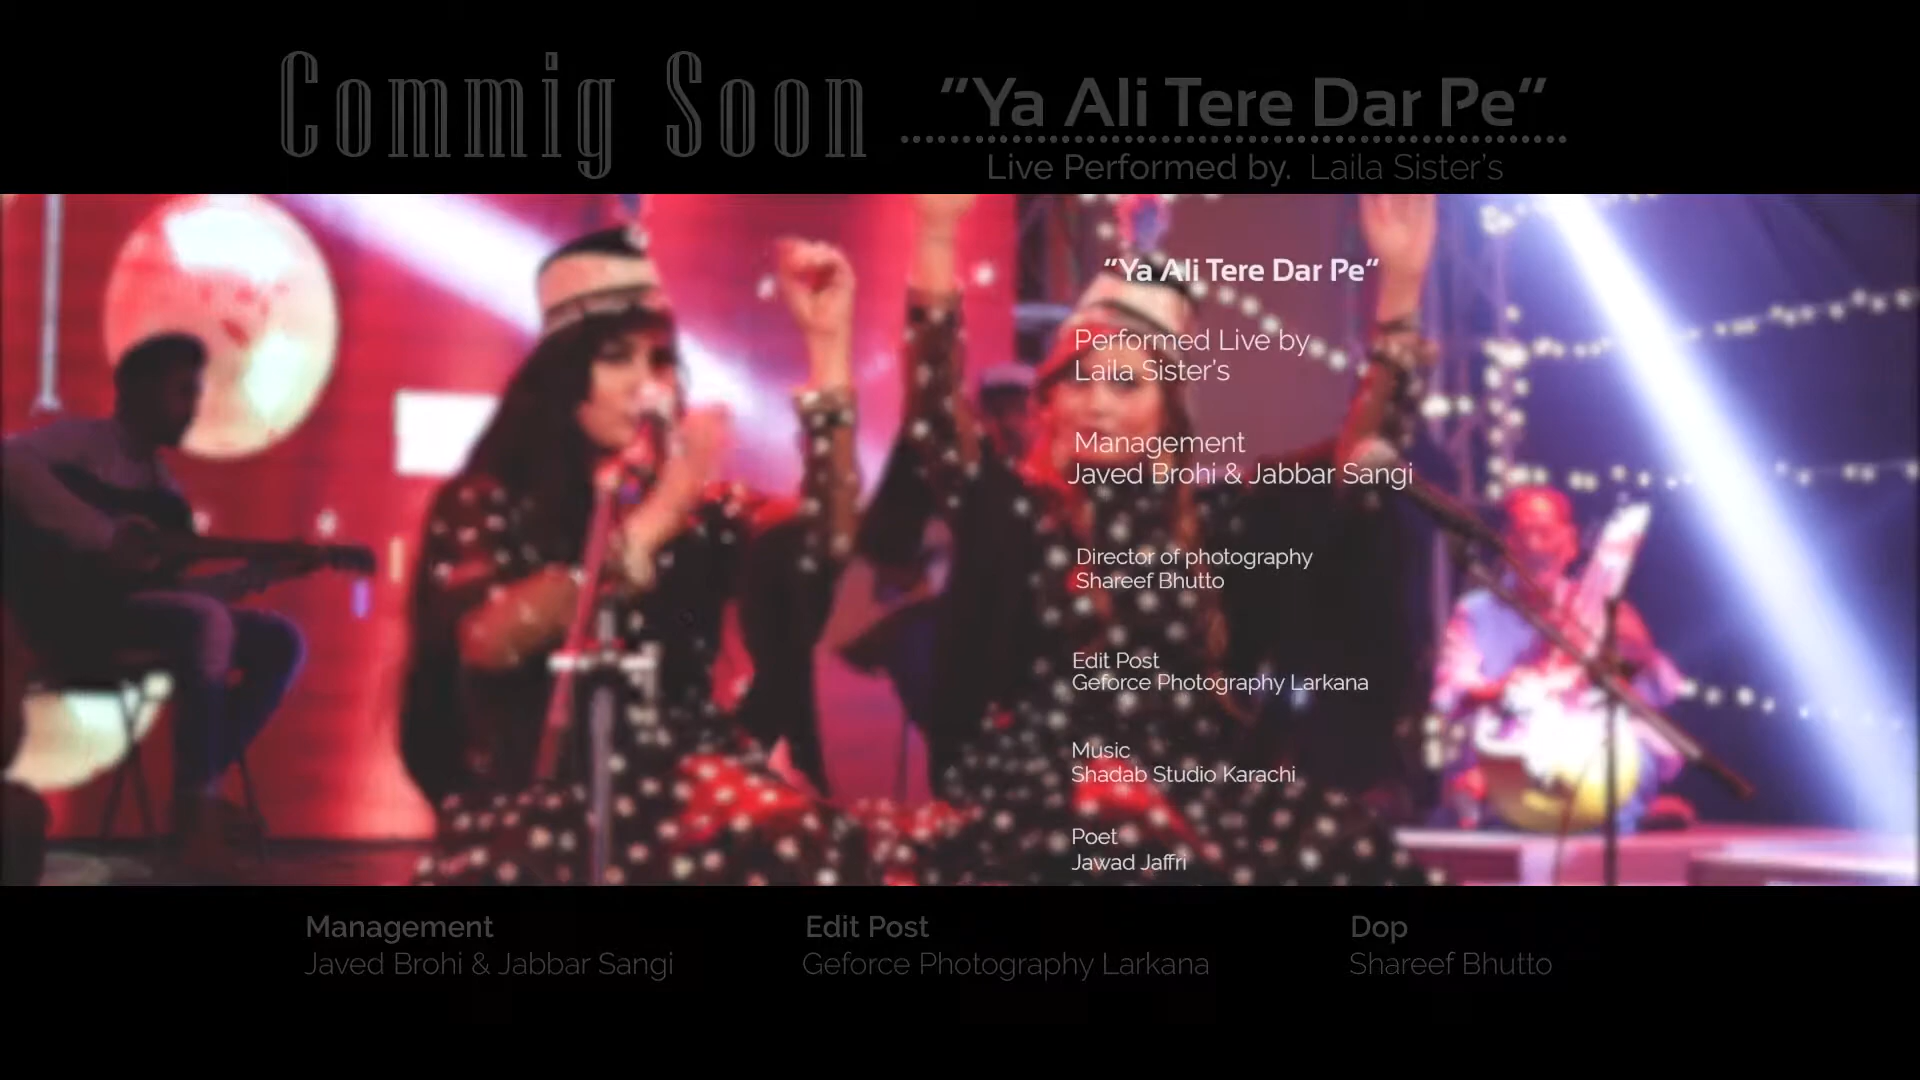 Commig Soon
“Ya Ali Tere Dar Pe”
Live Performed by. Laila Sister's
“Ya Ali Tere Dar Pe”
Performed Live by
Laila Sister's
Management
Javed Brohi & Jabbar Sangi
Director of photography
Shareef Bhutto
Edit Post
Geforce Photography Larkana
Music
Shadab Studio Karachi
Poet
Jawad Jaffri
Management
Javed Brohi & Jabbar Sangi
Edit Post
Geforce Photography Larkana
Dop
Shareef Bhutto